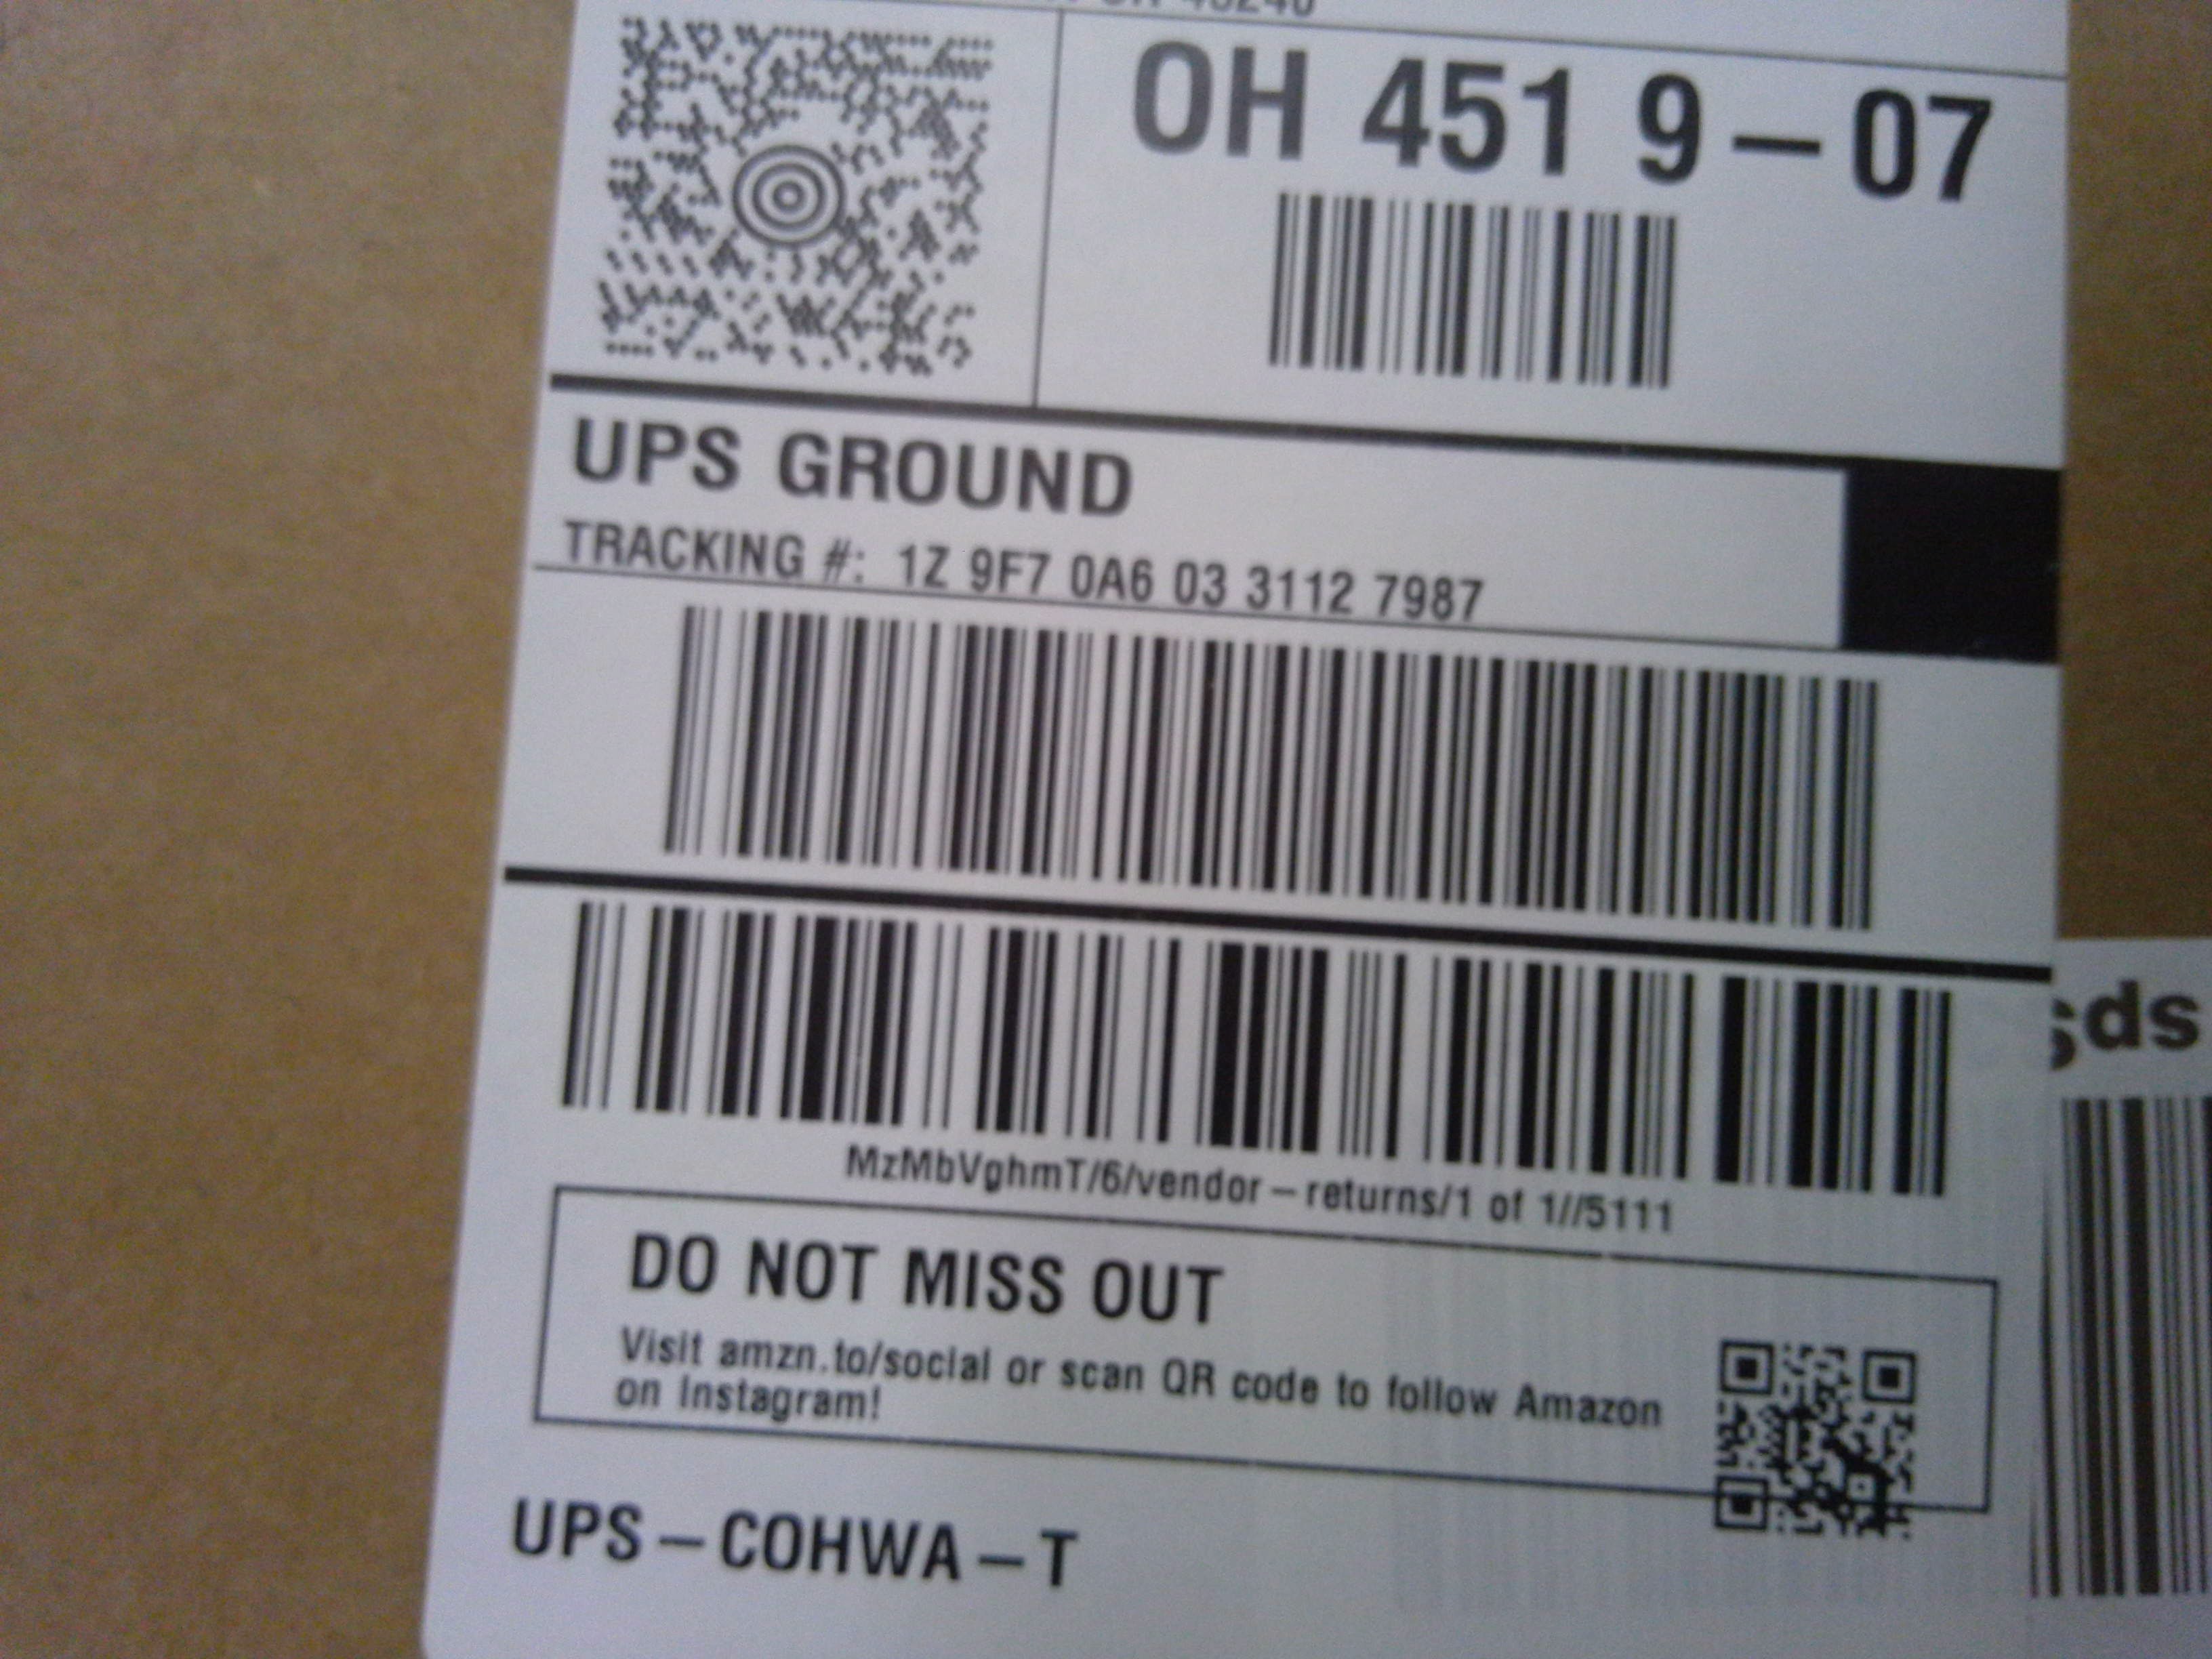 OH 451 9-07
UPS GROUND
TRACKING #: 1Z 9F7 0A6 03 3112 7987
MzMbVghmT/6/vendor-returns/1 of 1//5111
DO NOT MISS OUT
Visit amzn.to/social or scan QR code to follow Amazon
on Instagram!
UPS-COHWA-T